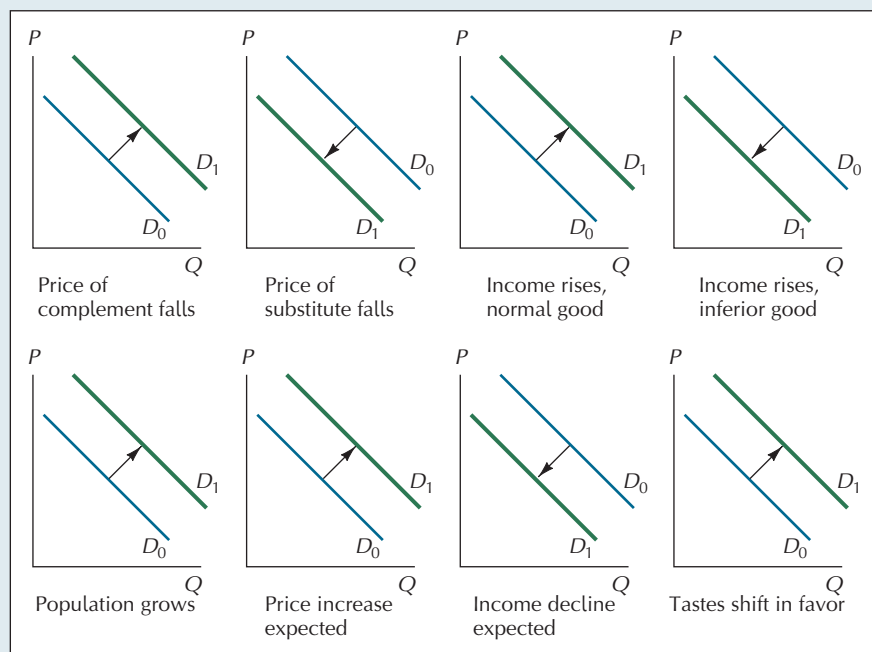 P
D1
D0
Q
Price of
complement falls
P
D0
D1
Q
Price of
substitute falls
P
D1
D0
Q
Income rises,
normal good
P
D0
D1
Q
Income rises,
inferior good
P
D1
D0
Q
Population grows
P
D1
D0
Q
Price increase
expected
P
D0
D1
Q
Income decline
expected
P
D1
D0
Q
Tastes shift in favor